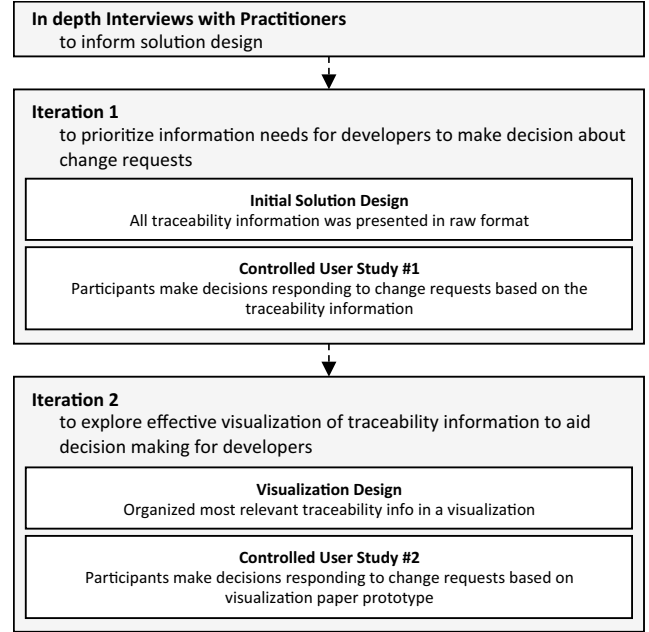 In depth Interviews with Practitioners
to inform solution design
Iteration 1
to prioritize information needs for developers to make decision about
change requests
Initial Solution Design
All traceability information was presented in raw format
Controlled User Study #1
Participants make decisions responding to change requests based on the
traceability information
Iteration 2
to explore effective visualization of traceability information to aid
decision making for developers
Visualization Design
Organized most relevant traceability info in a visualization
Controlled User Study #2
Participants make decisions responding to change requests based on
visualization paper prototype